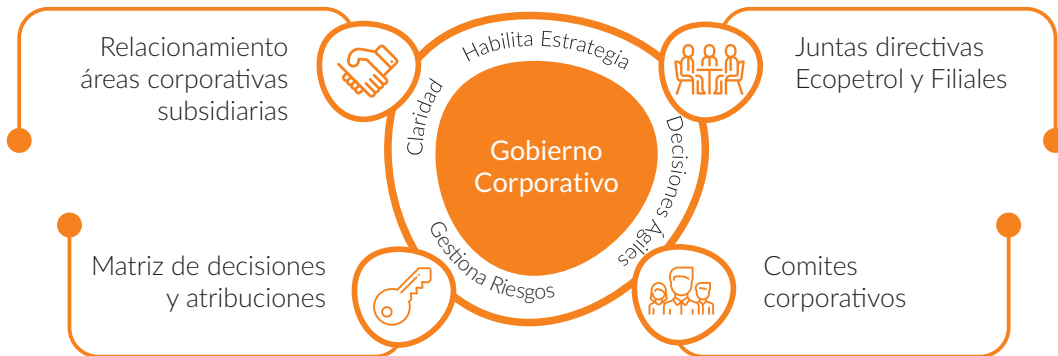 Relacionamiento
áreas corporativas
subsidiarias
Habilita Estrategia
Claridad
Decisiones Ágiles
Gestiona Riesgos
Gobierno
Corporativo
Juntas directivas
Ecopetrol y Filiales
Matriz de decisiones
y atribuciones
Comites
corporativos